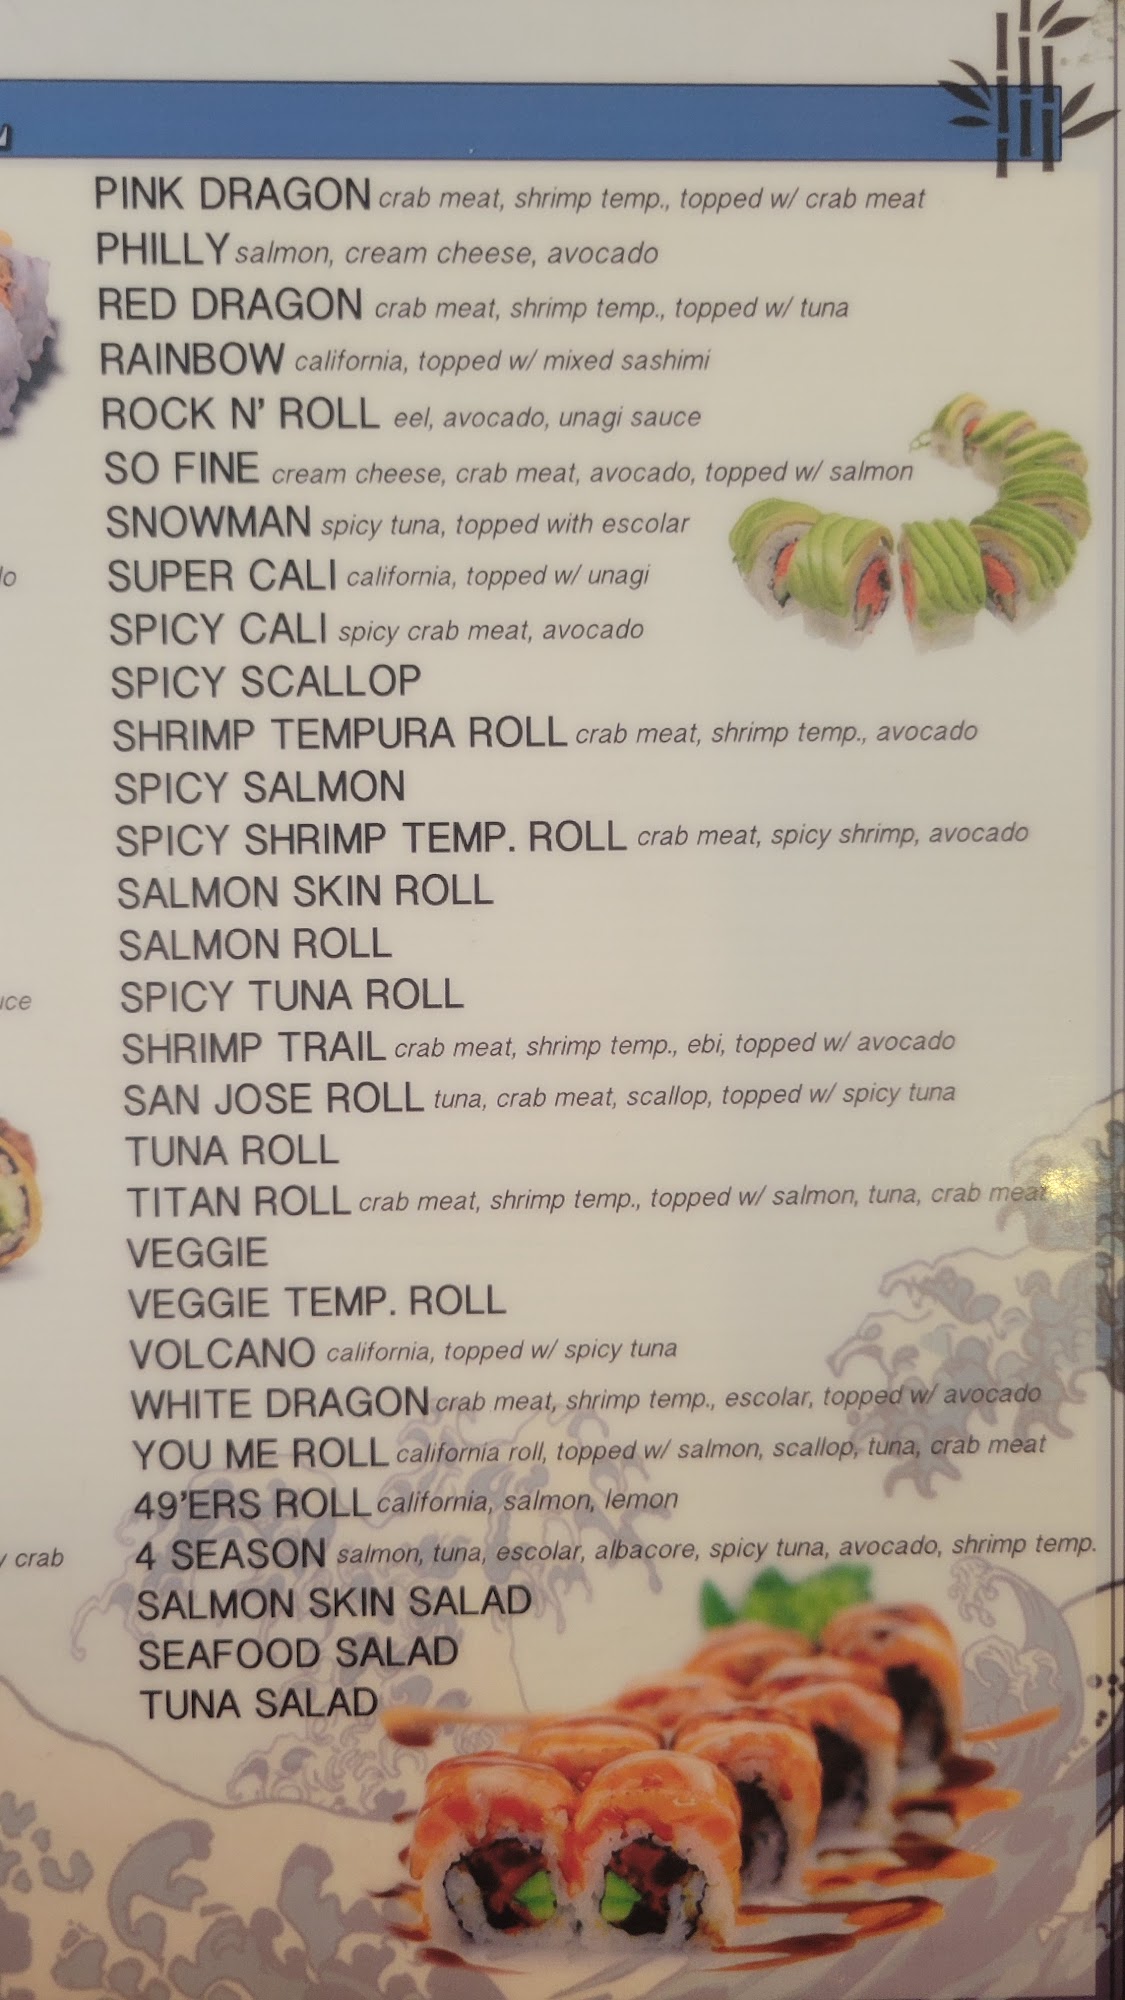 PINK DRAGON crab meat, shrimp temp., topped w/ crab meat
PHILLY salmon, cream cheese, avocado
RED DRAGON crab meat, shrimp temp., topped w/ tuna
RAINBOW california, topped w/ mixed sashimi
ROCK N' ROLL eel, avocado, unagi sauce
SO FINE cream cheese, crab meat, avocado, topped w/ salmon
SNOWMAN spicy tuna, topped with escolar
SUPER CALI california, topped w/ unagi
SPICY CALI spicy crab meat, avocado
SPICY SCALLOP
SHRIMP TEMPURA ROLL crab meat, shrimp temp., avocado
SPICY SALMON
SPICY SHRIMP TEMP. ROLL crab meat, spicy shrimp, avocado
SALMON SKIN ROLL
SALMON ROLL
SPICY TUNA ROLL
SHRIMP TRAIL crab meat, shrimp temp., ebi, topped w/ avocado
SAN JOSE ROLL tuna, crab meat, scallop, topped w/ spicy tuna
TUNA ROLL
TITAN ROLL crab meat, shrimp temp., topped w/ salmon, tuna, crab meat
VEGGIE
VEGGIE TEMP. ROLL
VOLCANO california, topped w/ spicy tuna
WHITE DRAGON crab meat, shrimp temp., escolar, topped w/ avocado
YOU ME ROLL california roll, topped w/ salmon, scallop, tuna, crab meat
49'ERS ROLL california, salmon, lemon
crab
4 SEASON salmon, tuna, escolar, albacore, spicy tuna, avocado, shrimp temp.
SALMON SKIN SALAD
SEAFOOD SALAD
TUNA SALAD